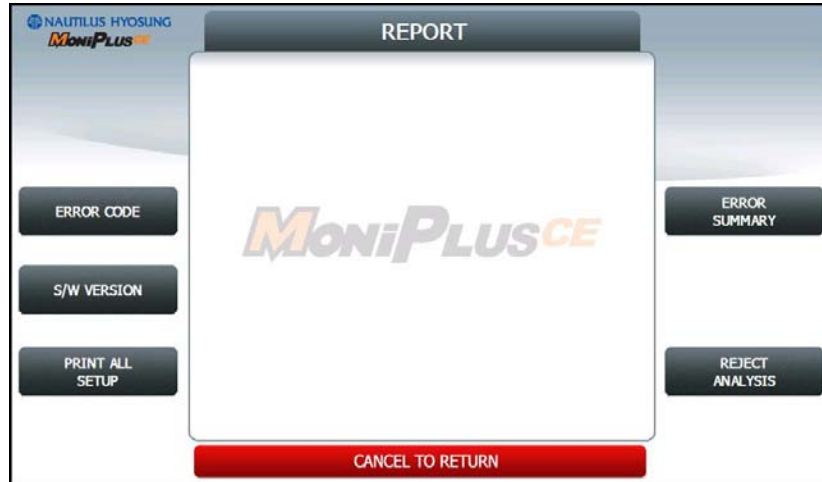 NAUTILUS HYOSUNG
MoniPlusCE
REPORT
ERROR CODE
ERROR
SUMMARY
MoniPlusCE
S/W VERSION
PRINT ALL
SETUP
REJECT
ANALYSIS
CANCEL TO RETURN